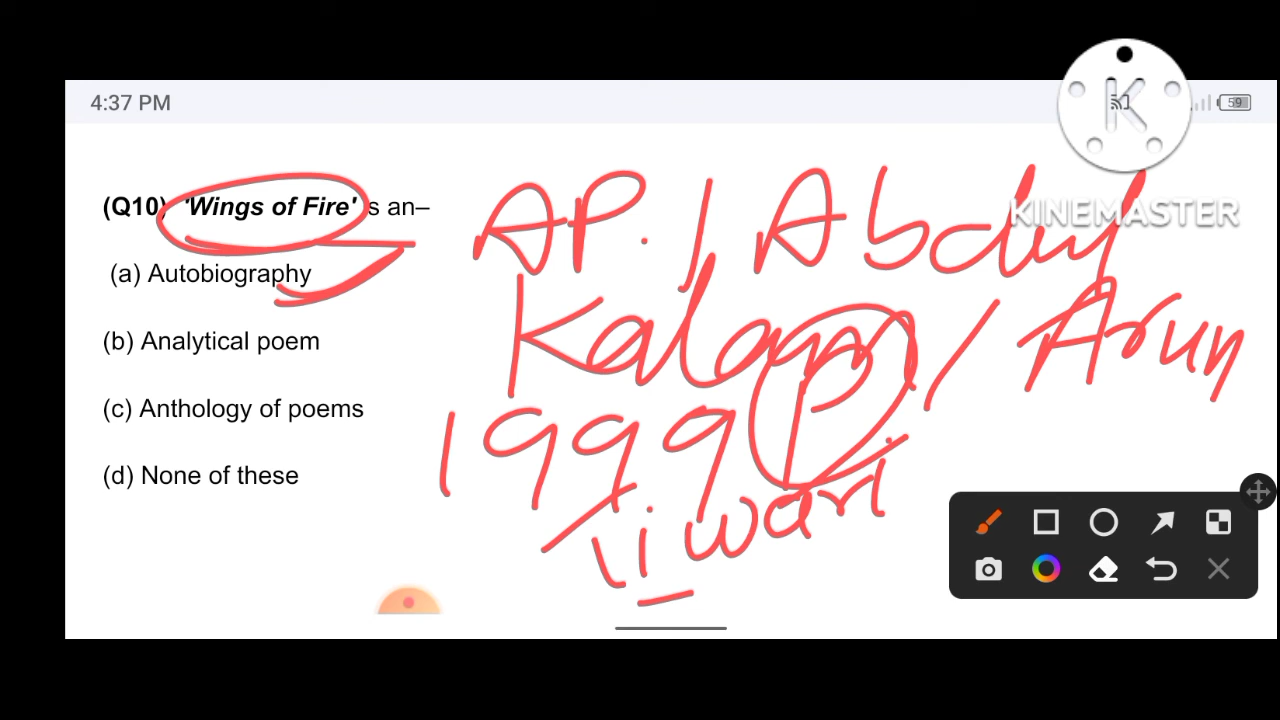 4:37 PM
59
KINEMASTER
(Q10) 'Wings of Fire' is an–
AP.J Abdul
(a) Autobiography
Kalam / Arun
(b) Analytical poem
(c) Anthology of poems
1999 P
(d) None of these
Tiwari